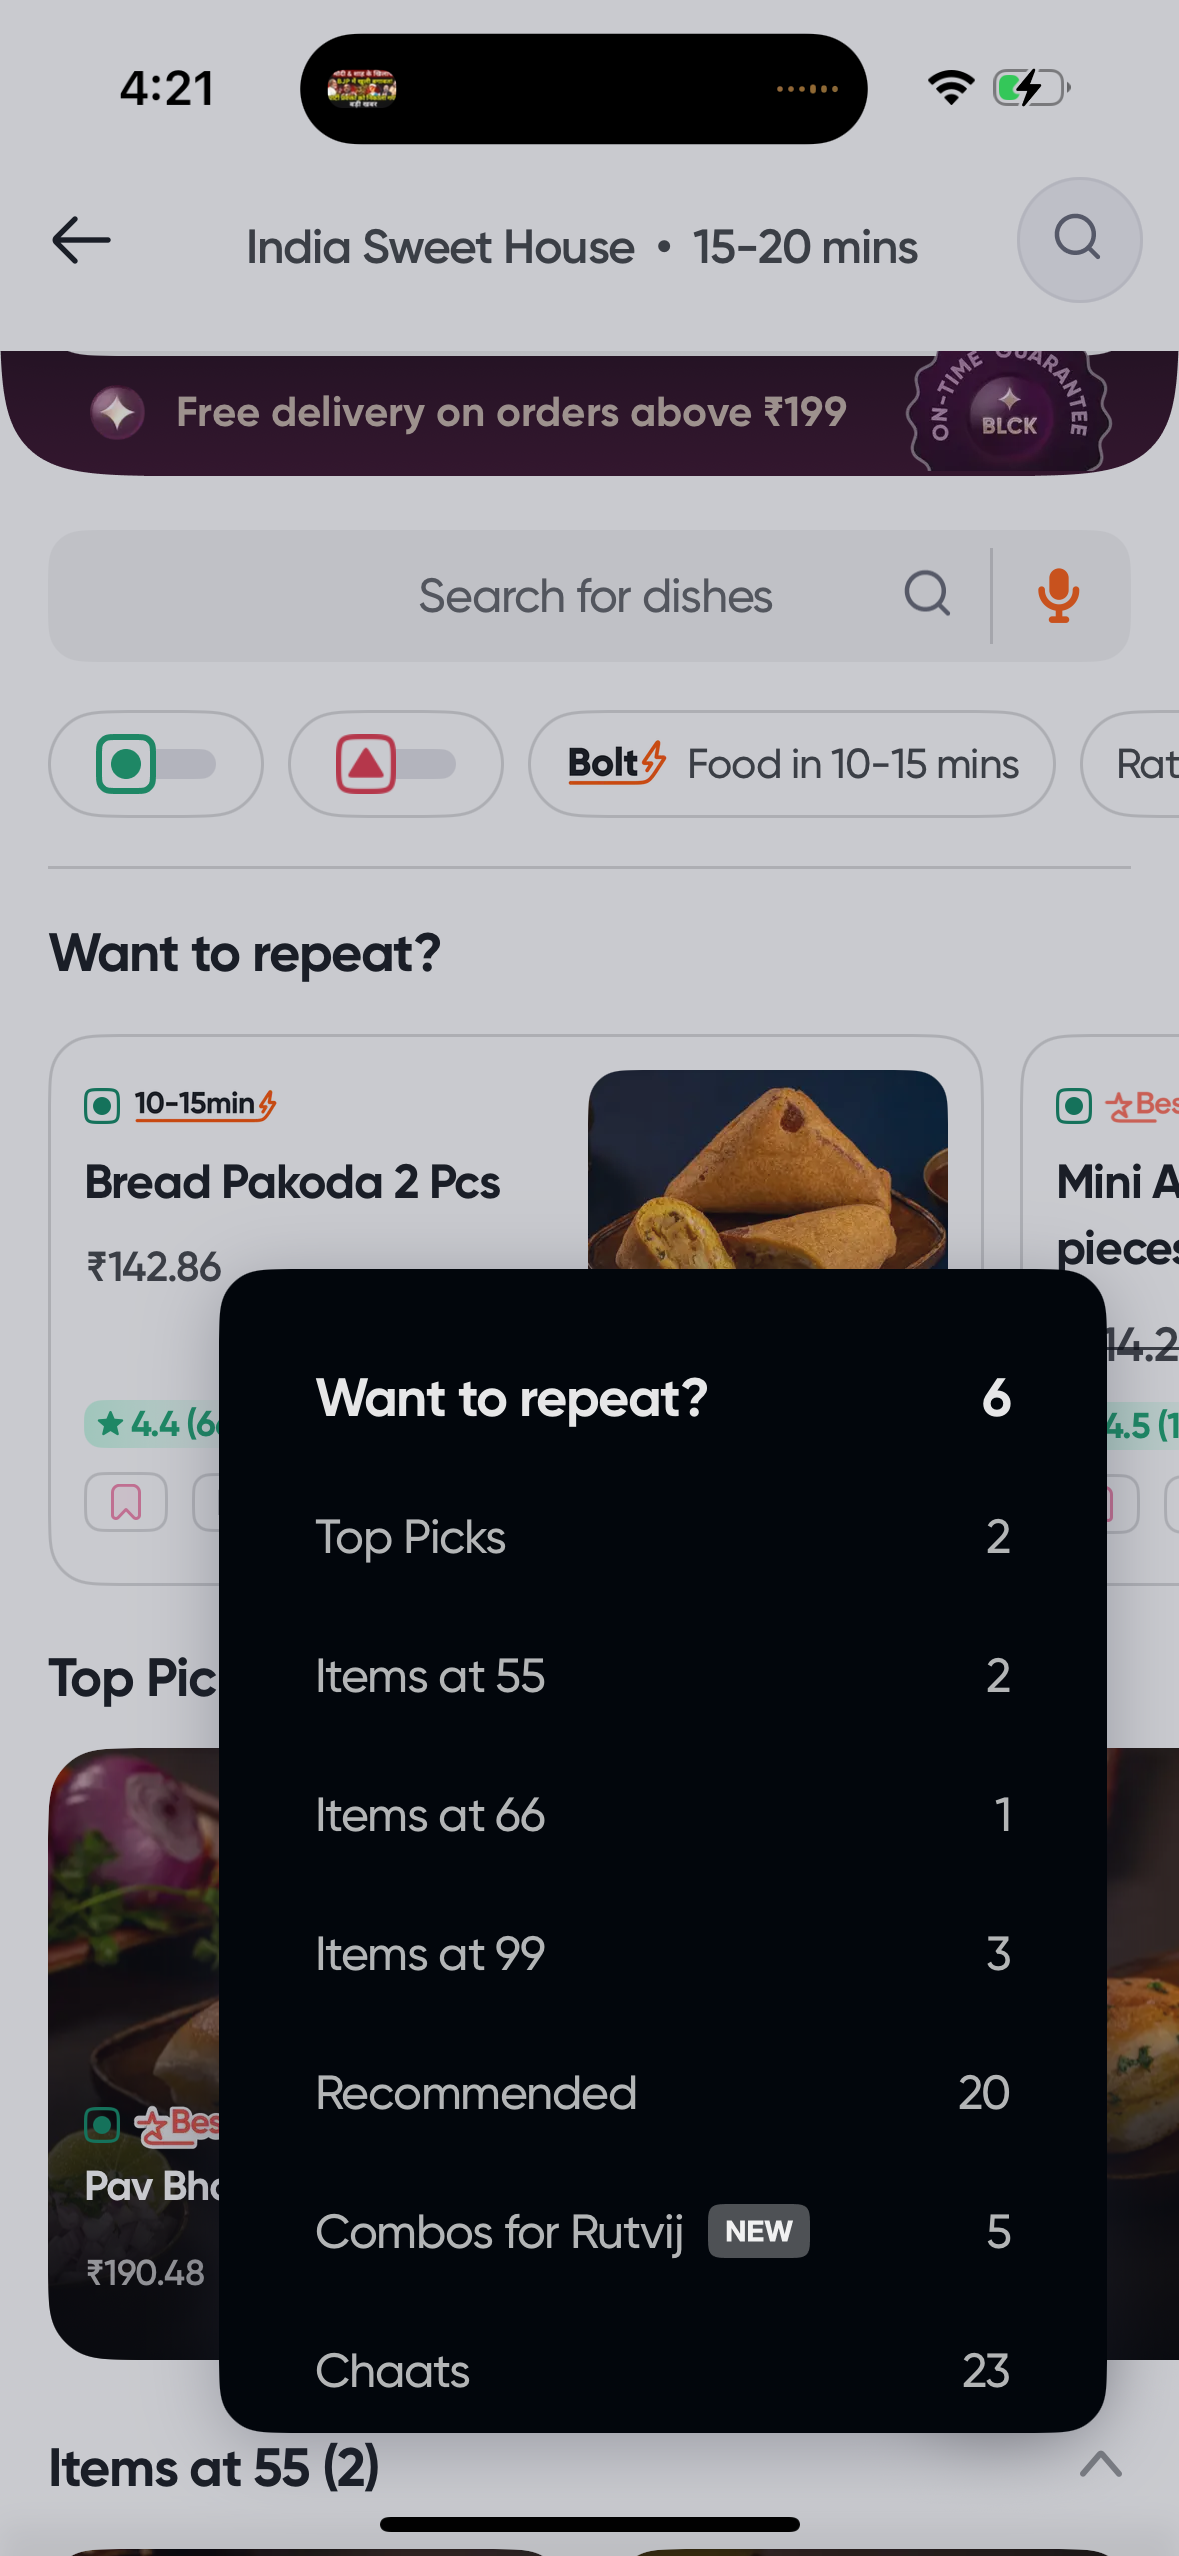 4:21
India Sweet House • 15-20 mins
Free delivery on orders above ₹199
ON-TIME GUARANTEE
BLCK
Search for dishes
Bolt Food in 10-15 mins
Rat
Want to repeat?
10-15min
Bes
Bread Pakoda 2 Pcs
Mini A
pieces
₹142.86
14.2
4.4 (6
4.5 (1
Want to repeat? 6
Top Picks 2
Items at 55 2
Items at 66 1
Items at 99 3
Recommended 20
Combos for Rutvij NEW 5
Chaats 23
Top Pic
Bes
Pav Bha
₹190.48
Items at 55 (2)